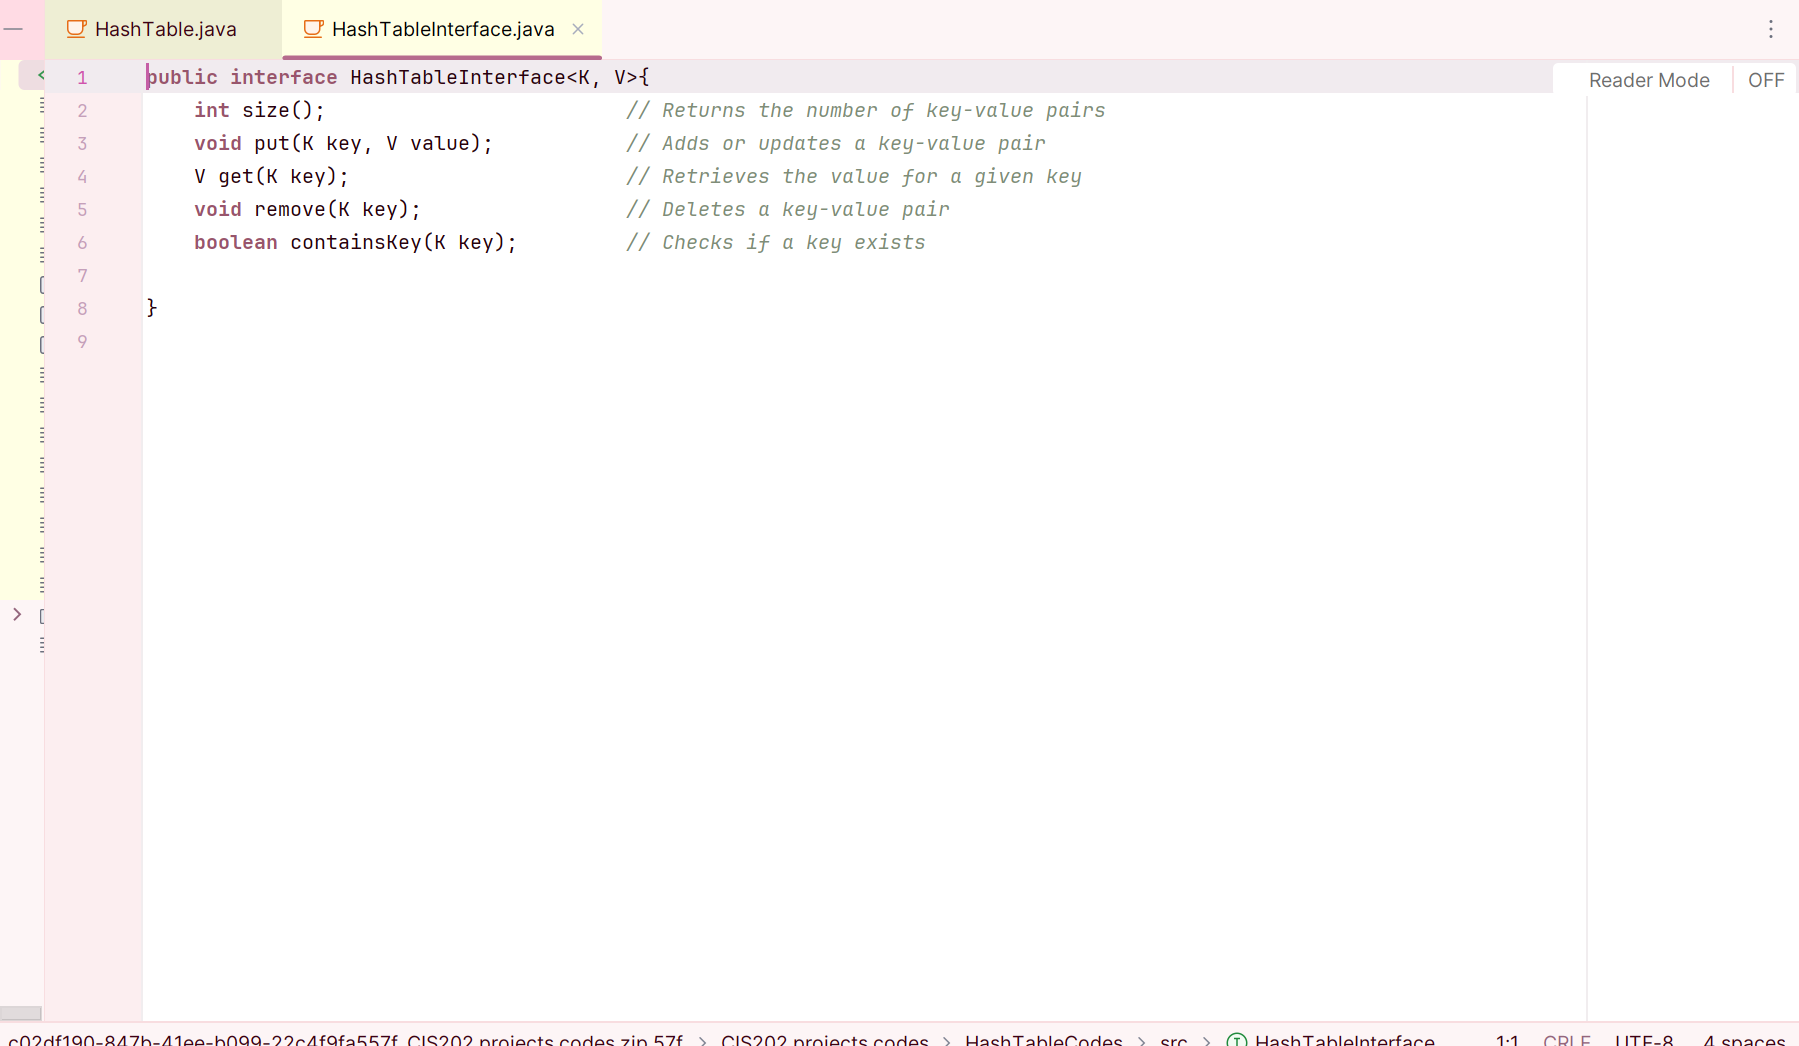 HashTable.java HashTableInterface.java
Reader Mode OFF
1 public interface HashTableInterface<K, V>{
2     int size();                         // Returns the number of key-value pairs
3     void put(K key, V value);           // Adds or updates a key-value pair
4     V get(K key);                       // Retrieves the value for a given key
5     void remove(K key);                 // Deletes a key-value pair
6     boolean containsKey(K key);         // Checks if a key exists
7
8 }
9
c02df190-847b-41ee-b099-22c4f9fa557f_CIS202 projects codes.zip.57f > CIS202 projects codes > HashTableCodes > src > HashTableInterface 1:1 CRLF UTF-8 4 spaces